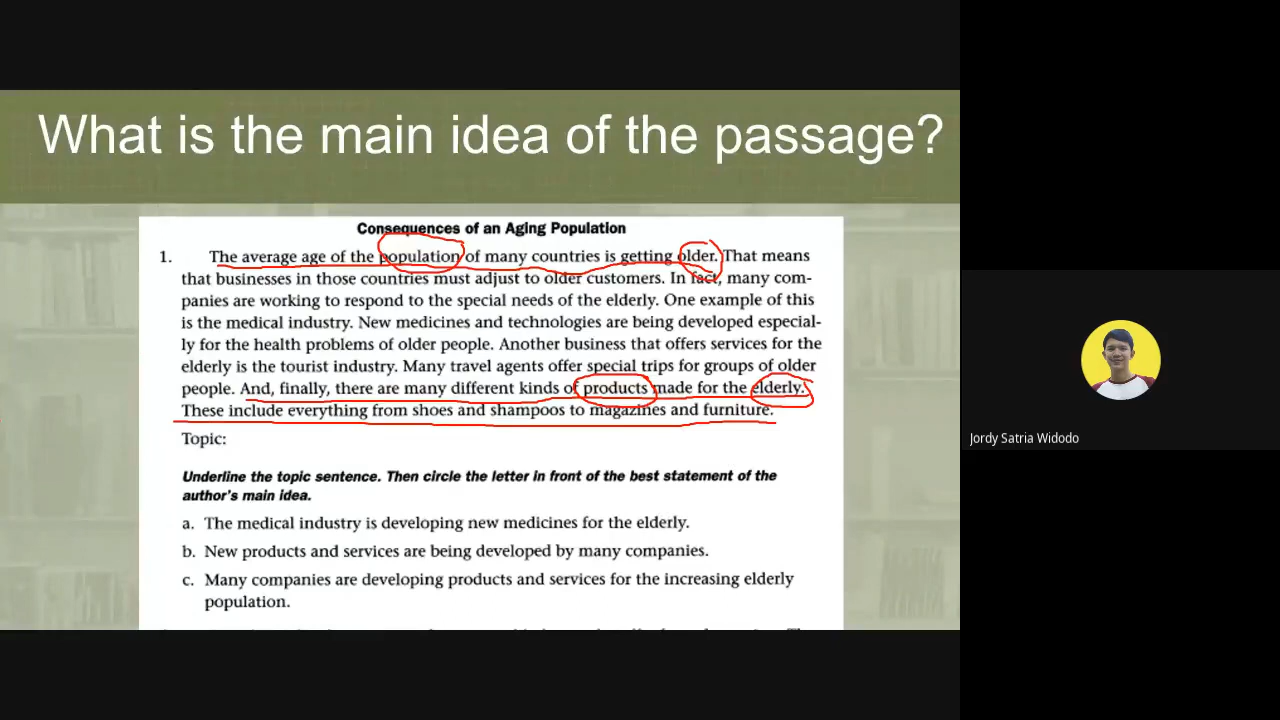 What is the main idea of the passage?
Consequences of an Aging Population
1. The average age of the population of many countries is getting older. That means
that businesses in those countries must adjust to older customers. In fact, many com-
panies are working to respond to the special needs of the elderly. One example of this
is the medical industry. New medicines and technologies are being developed especial-
ly for the health problems of older people. Another business that offers services for the
elderly is the tourist industry. Many travel agents offer special trips for groups of older
people. And, finally, there are many different kinds of products made for the elderly.
These include everything from shoes and shampoos to magazines and furniture.
Topic:
Underline the topic sentence. Then circle the letter in front of the best statement of the
author's main idea.
a. The medical industry is developing new medicines for the elderly.
b. New products and services are being developed by many companies.
c. Many companies are developing products and services for the increasing elderly
population.
Jordy Satria Widodo